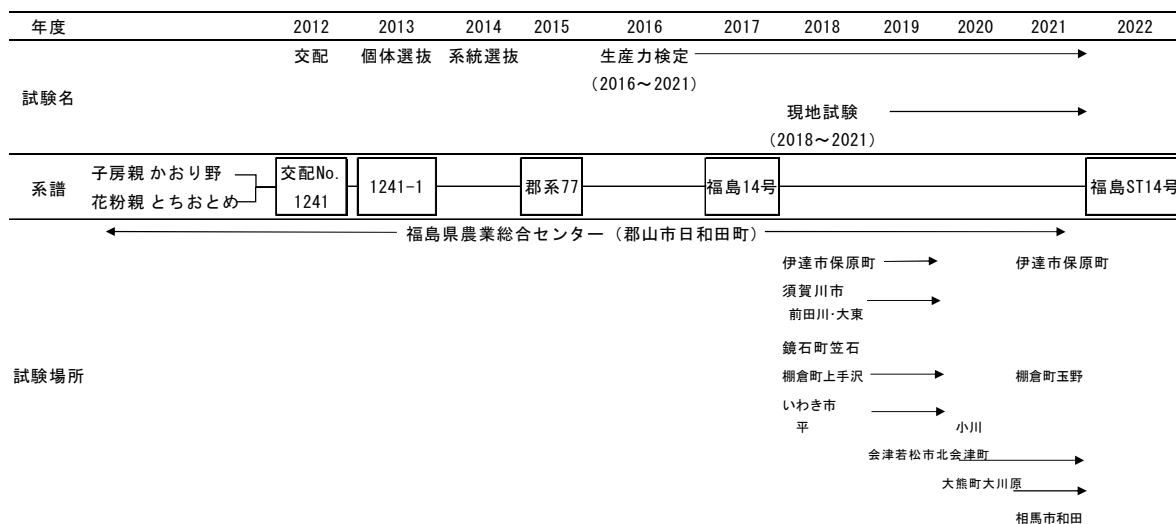 年度 2012 2013 2014 2015 2016 2017 2018 2019 2020 2021 2022
交配 個体選抜 系統選抜 生産力検定
(2016～2021)
試験名
現地試験
(2018～2021)
子房親 かおり野 交配No.
系譜 1241-1 郡系77 福島14号 福島ST14号
花粉親 とちおとめ 1241
福島県農業総合センター（郡山市日和田町）
伊達市保原町 伊達市保原町
須賀川市
前田川・大東
鏡石町笠石
試験場所 棚倉町上手沢 棚倉町玉野
いわき市
平 小川
会津若松市北会津町
大熊町大川原
相馬市和田